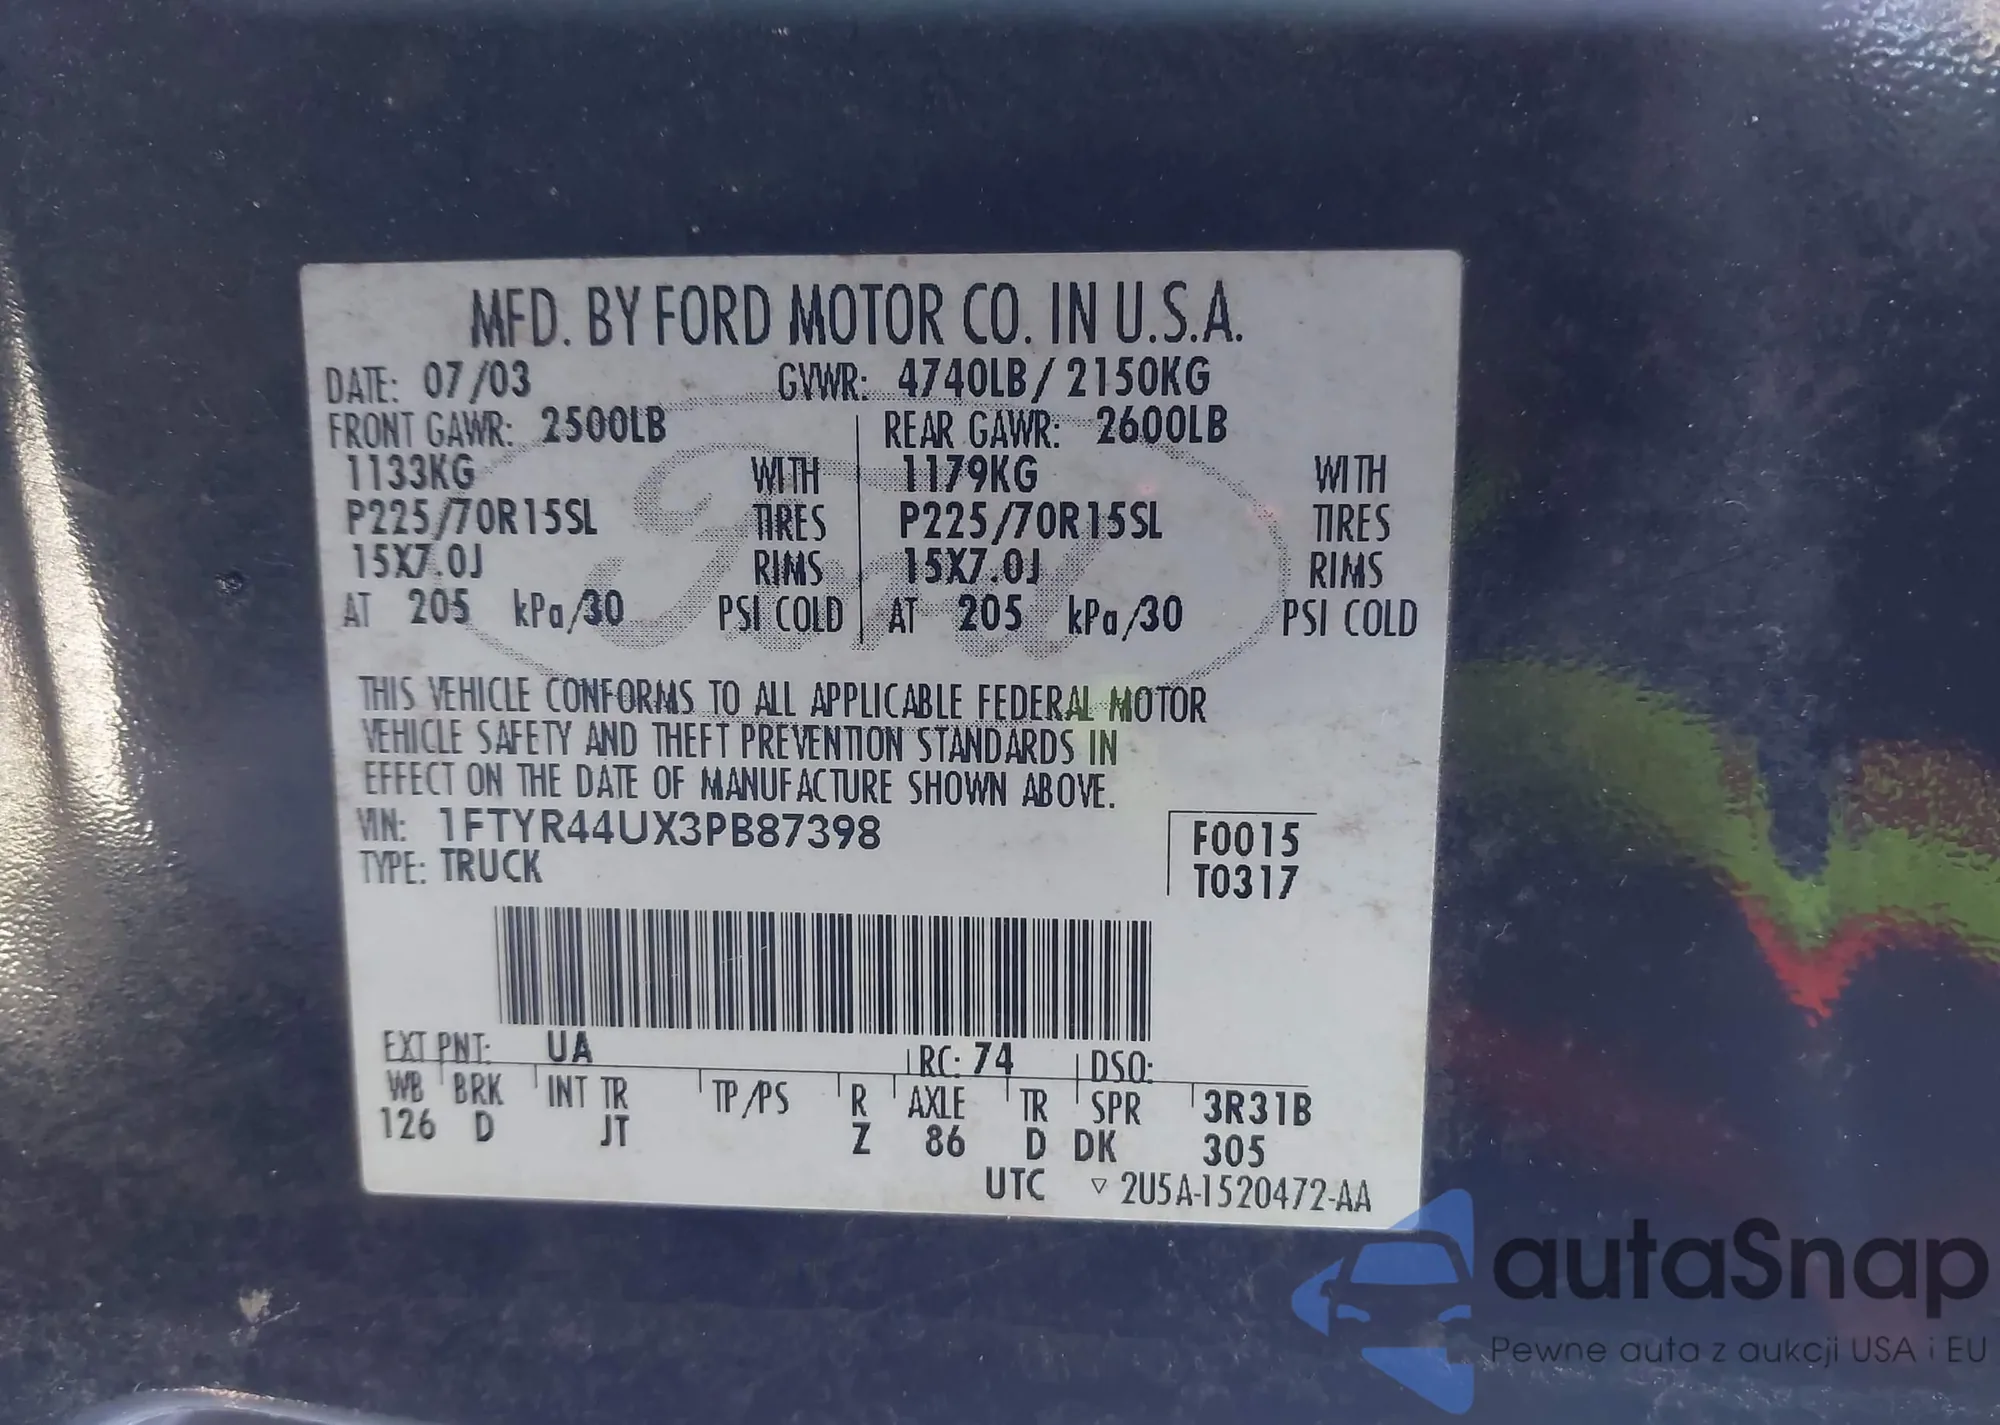 MFD. BY FORD MOTOR CO. IN U.S.A.
DATE: 07/03 GVWR: 4740LB/2150KG
FRONT GAWR: 2500LB REAR GAWR: 2600LB
1133KG WITH 1179KG WITH
P225/70R15SL TIRES P225/70R15SL TIRES
15X7.0J RIMS 15X7.0J RIMS
AT 205 kPa/30 PSI COLD AT 205 kPa/30 PSI COLD
Ford
THIS VEHICLE CONFORMS TO ALL APPLICABLE FEDERAL MOTOR
VEHICLE SAFETY AND THEFT PREVENTION STANDARDS IN
EFFECT ON THE DATE OF MANUFACTURE SHOWN ABOVE.
VIN: 1FTYR44UX3PB87398 F0015
TYPE: TRUCK T0317
EXT PNT: UA RC: 74 DSO:
WB BRK INT TR TP/PS R AXLE TR SPR 3R31B
126 D JT Z 86 D DK 305
UTC ▽ 2U5A-1520472-AA
autaSnap
Pewne auta z aukcji USA i EU